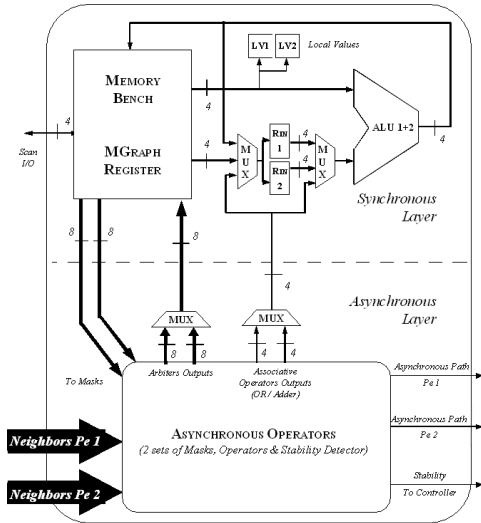 LV1 LV2 Local Values
MEMORY
BENCH
4
4
ALU 1+2
4
Scan
I/O
MGRAPH
REGISTER
4
MUX
RIN
1
4
RIN
2
4
MUX
Synchronous
Layer
8 8
8
4
Asynchronous
Layer
MUX
MUX
8 8
4 4
To Masks
Arbiters Outputs
Associative
Operators Outputs
(OR / Adder)
Asynchronous Path
Pe 1
ASYNCHRONOUS OPERATORS
(2 sets of Masks, Operators & Stability Detector)
Asynchronous Path
Pe 2
Neighbors Pe 1
Neighbors Pe 2
Stability
To Controller